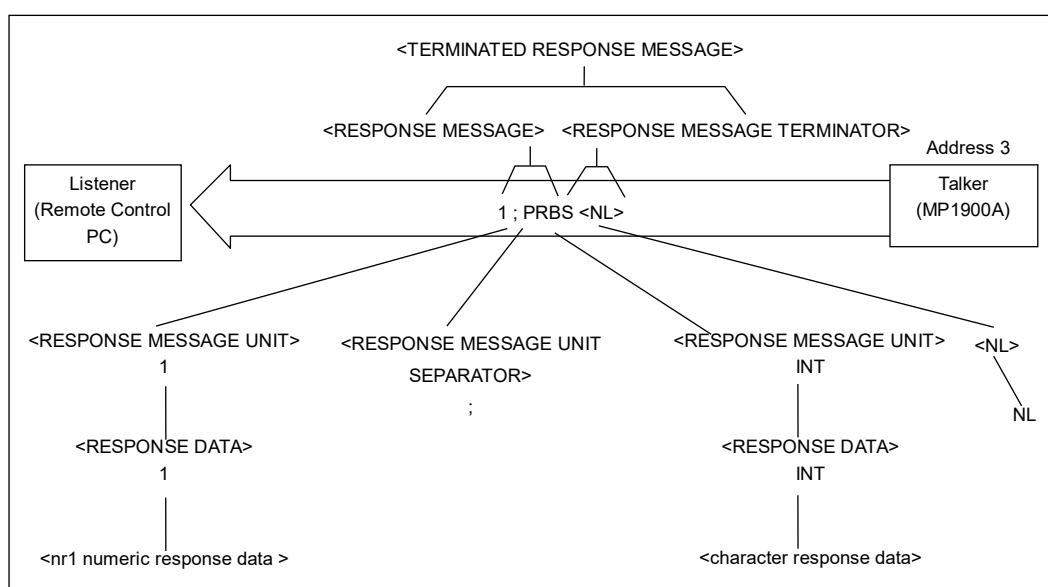 <TERMINATED RESPONSE MESSAGE>
<RESPONSE MESSAGE> <RESPONSE MESSAGE TERMINATOR>
Address 3
Listener
(Remote Control
PC)
Talker
(MP1900A)
1 ; PRBS <NL>
<RESPONSE MESSAGE UNIT>
1
<RESPONSE MESSAGE UNIT
SEPARATOR>
;
<RESPONSE MESSAGE UNIT>
INT
<NL>
NL
<RESPONSE DATA>
1
<RESPONSE DATA>
INT
<nr1 numeric response data >
<character response data>